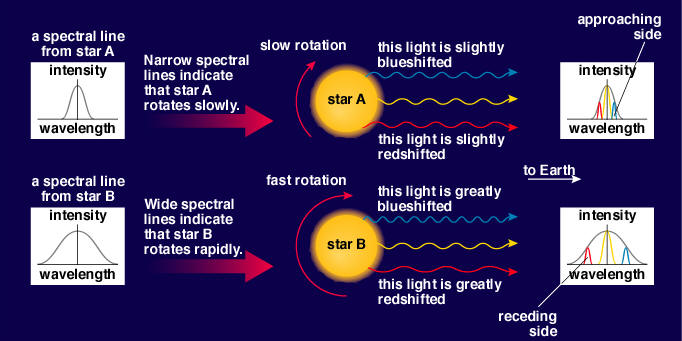 a spectral line
from star A
intensity
wavelength
Narrow spectral
lines indicate
that star A
rotates slowly.
slow rotation
star A
this light is slightly
blueshifted
this light is slightly
redshifted
approaching
side
intensity
wavelength
to Earth
a spectral line
from star B
intensity
wavelength
Wide spectral
lines indicate
that star B
rotates rapidly.
fast rotation
star B
this light is greatly
blueshifted
this light is greatly
redshifted
intensity
wavelength
receding
side